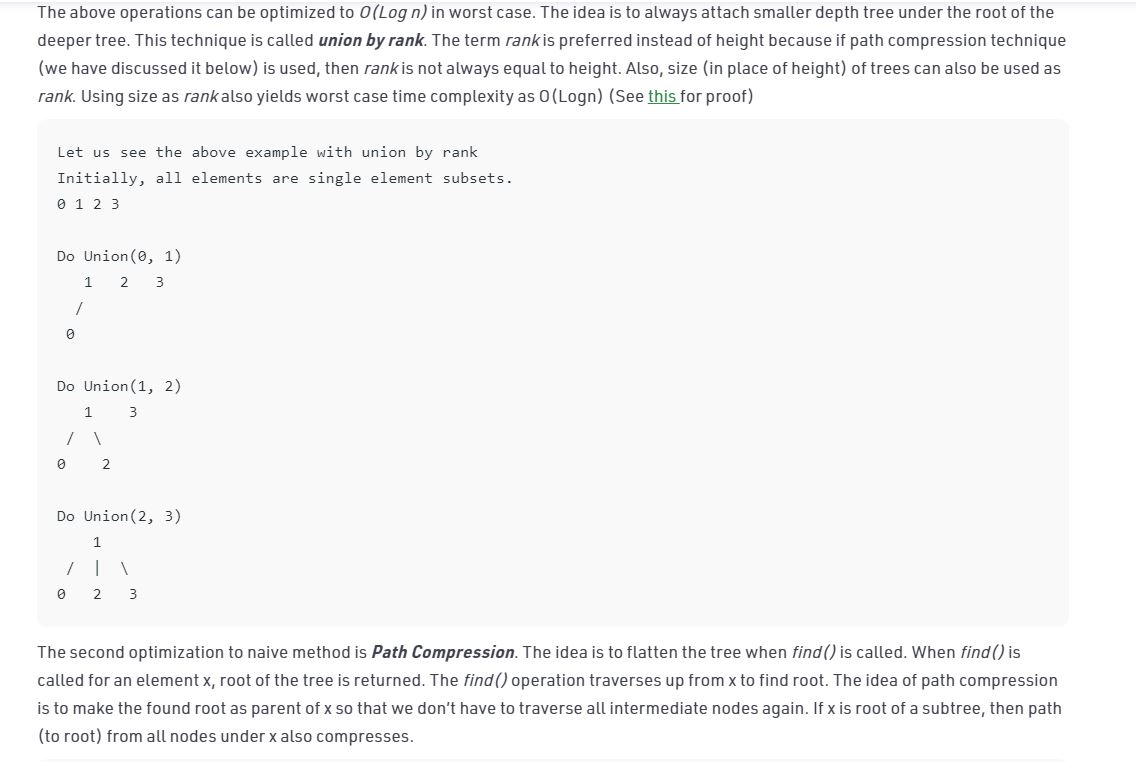 The above operations can be optimized to O(Log n) in worst case. The idea is to always attach smaller depth tree under the root of the
deeper tree. This technique is called union by rank. The term rank is preferred instead of height because if path compression technique
(we have discussed it below) is used, then rank is not always equal to height. Also, size (in place of height) of trees can also be used as
rank. Using size as rank also yields worst case time complexity as O(Logn) (See this for proof)
Let us see the above example with union by rank
Initially, all elements are single element subsets.
0 1 2 3
Do Union(0, 1)
1 2 3
/
0
Do Union(1, 2)
1 3
/ \
0 2
Do Union(2, 3)
1
/ | \
0 2 3
The second optimization to naive method is Path Compression. The idea is to flatten the tree when find() is called. When find() is
called for an element x, root of the tree is returned. The find() operation traverses up from x to find root. The idea of path compression
is to make the found root as parent of x so that we don’t have to traverse all intermediate nodes again. If x is root of a subtree, then path
(to root) from all nodes under x also compresses.